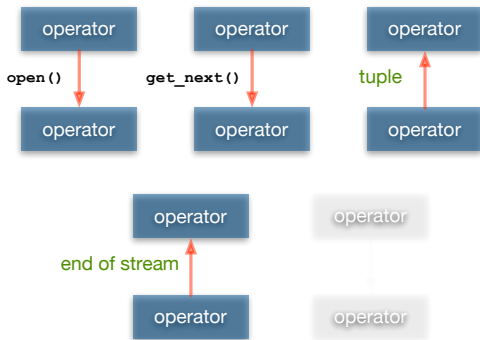 operator operator operator
open() get_next() tuple
operator operator operator
operator operator
end of stream
operator operator